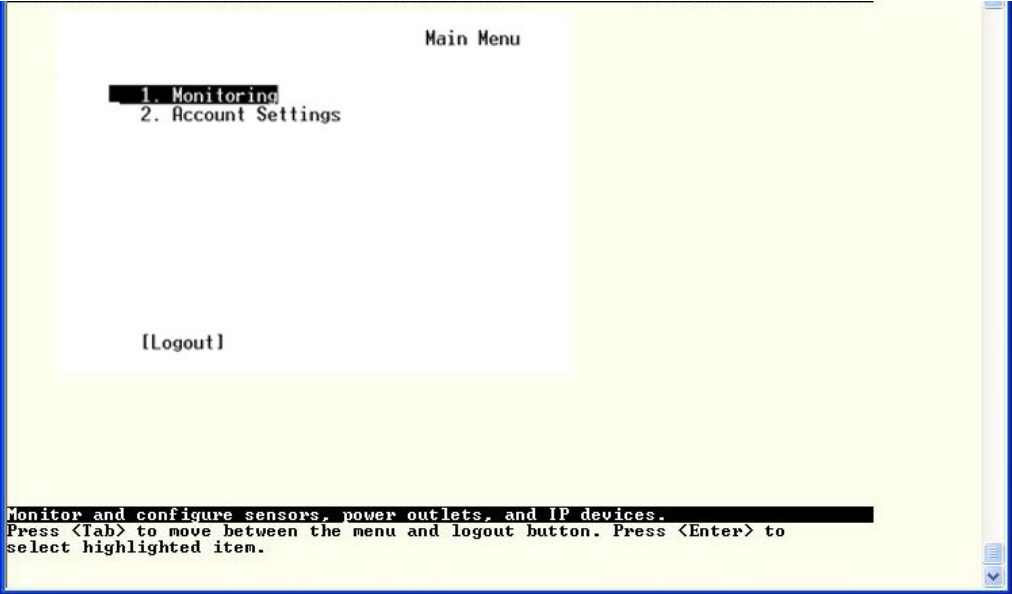 Main Menu
1. Monitoring
2. Account Settings
[Logout]
Monitor and configure sensors, power outlets, and IP devices.
Press <Tab> to move between the menu and logout button. Press <Enter> to
select highlighted item.